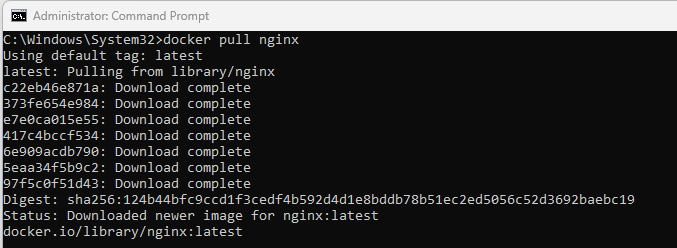 Administrator: Command Prompt
C:\Windows\System32>docker pull nginx
Using default tag: latest
latest: Pulling from library/nginx
c22eb46e871a: Download complete
373fe654e984: Download complete
e7e0ca015e55: Download complete
417c4bccf534: Download complete
6e909acdb790: Download complete
5eaa34f5b9c2: Download complete
97f5c0f51d43: Download complete
Digest: sha256:124b44bfc9ccd1f3cedf4b592d4d1e8bddb78b51ec2ed5056c52d3692baebc19
Status: Downloaded newer image for nginx:latest
docker.io/library/nginx:latest